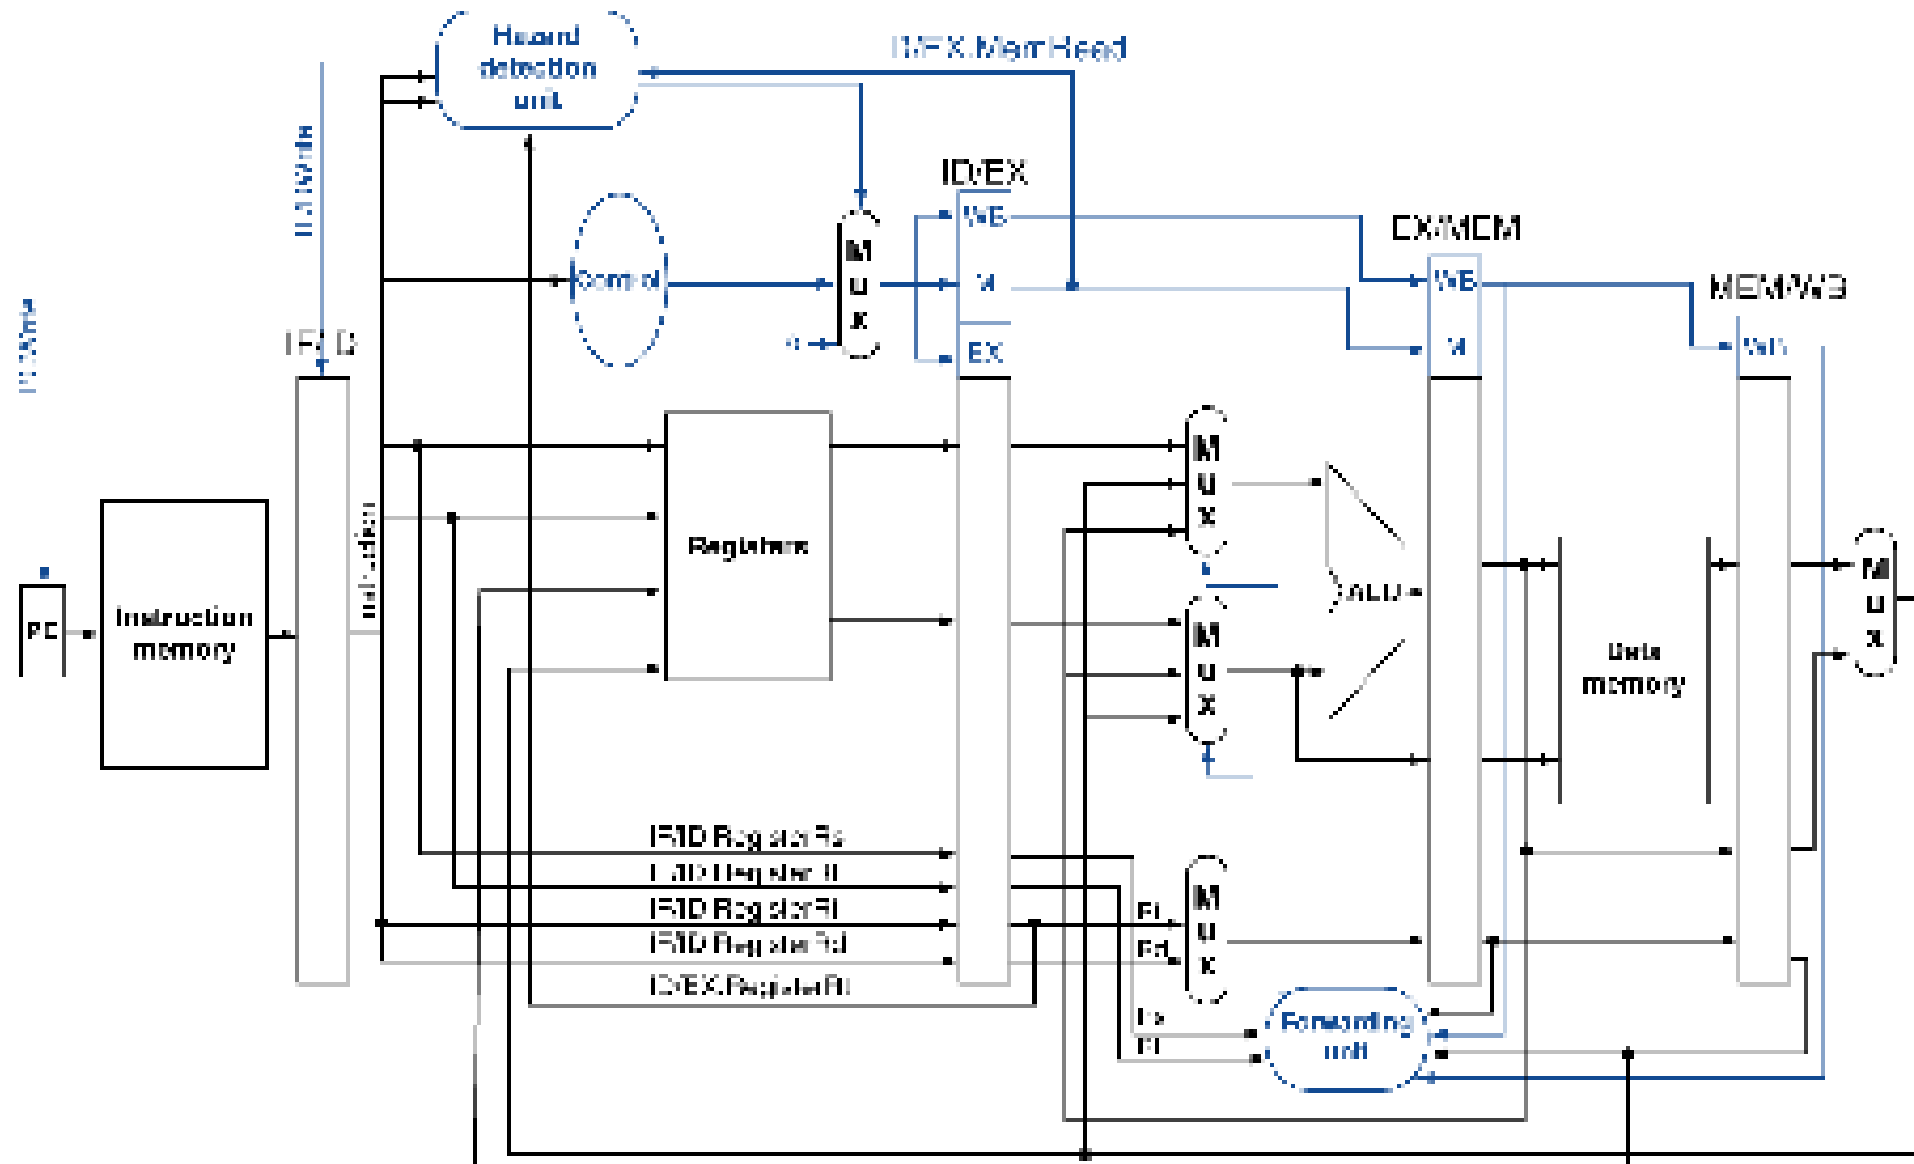 Hazard
detection
unit
ID/EX.MemRead
ID/EX
WB
EX/MEM
Control
M
u
x
M
WB
MEM/WB
IF/ID
0
EX
M
WB
M
u
x
Registers
Instruction
PC
Instruction
memory
ALU
M
u
x
M
u
x
Data
memory
IF/ID.RegisterRs
IF/ID.RegisterRt
IF/ID.RegisterRt
IF/ID.RegisterRd
ID/EX.RegisterRt
Rt
Rd
M
u
x
Rs
Rt
Forwarding
unit